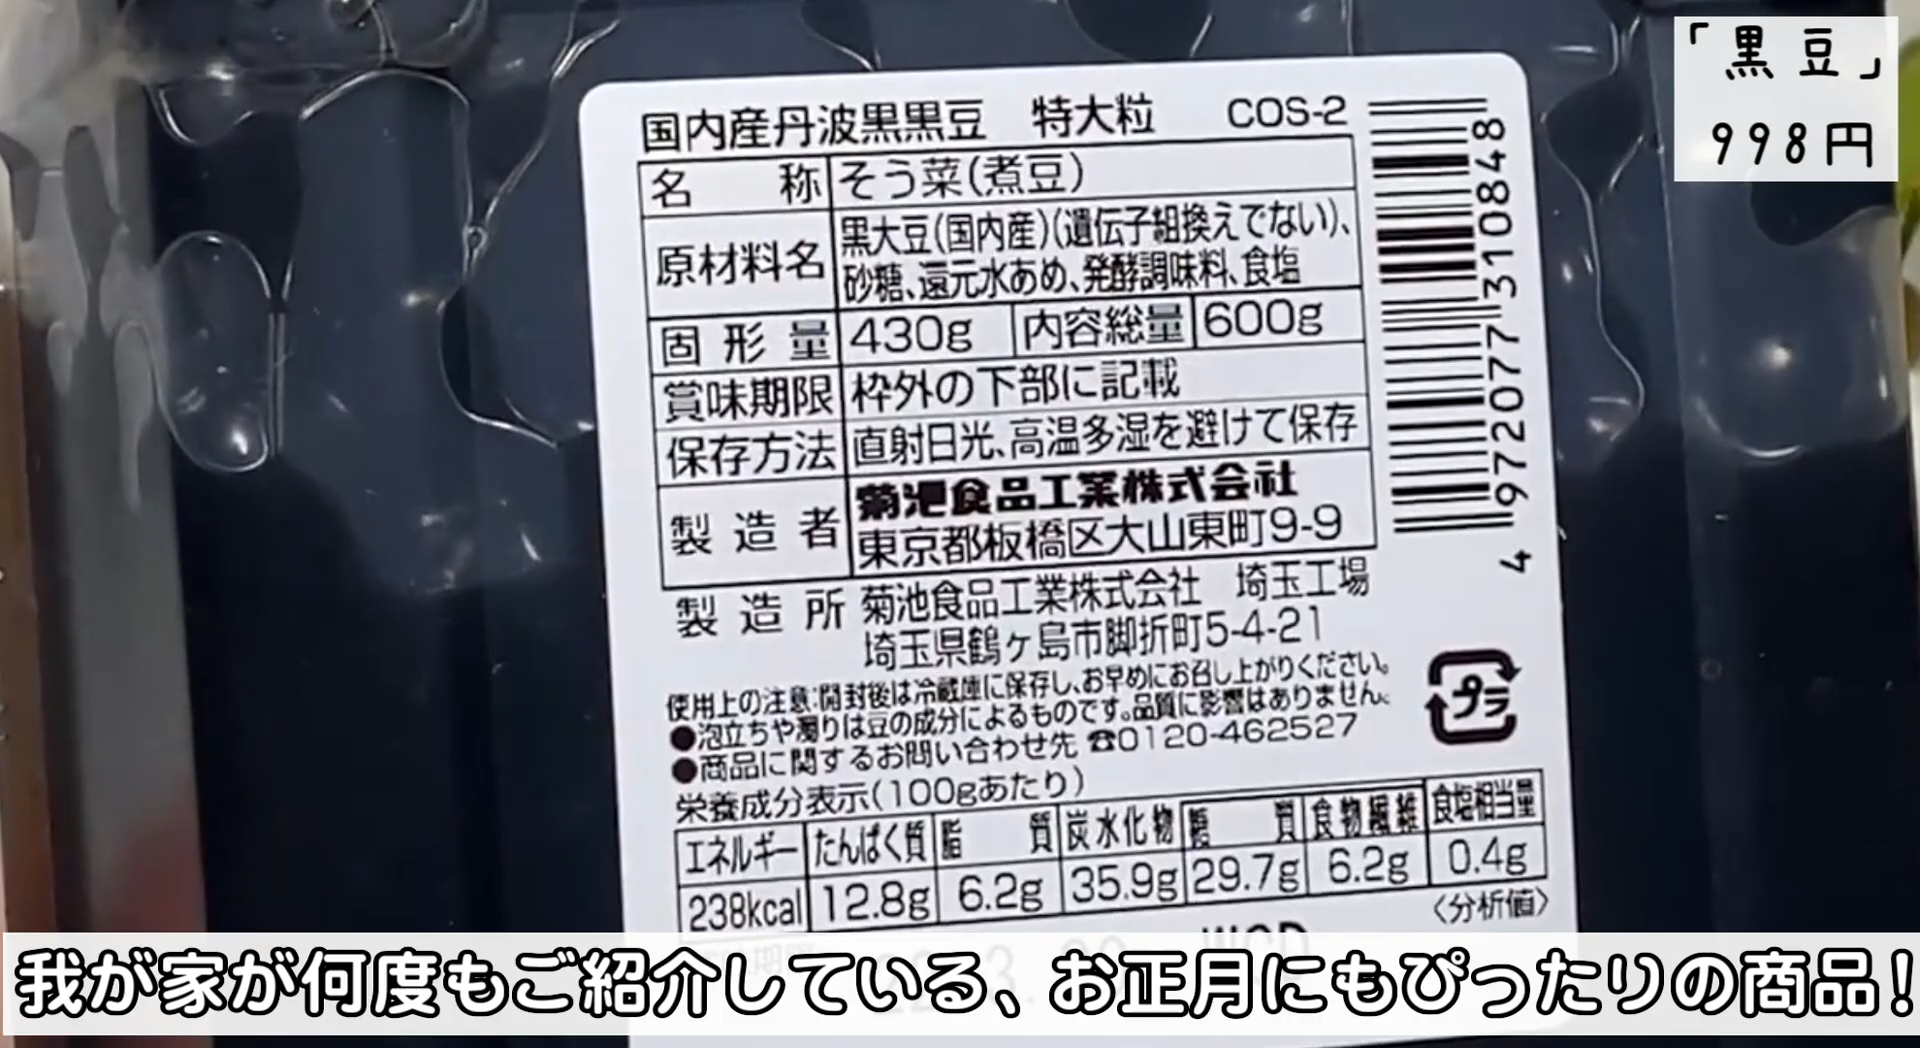 「黒豆」
998円
国内産丹波黒黒豆 特大粒 COS-2
名称 そう菜(煮豆)
原材料名 黒大豆(国内産)(遺伝子組換えでない)、
砂糖、還元水あめ、発酵調味料、食塩
固形量 430g 内容総量 600g
賞味期限 枠外の下部に記載
保存方法 直射日光、高温多湿を避けて保存
製造者 菊池食品工業株式会社
東京都板橋区大山東町9-9
製造所 菊池食品工業株式会社 埼玉工場
埼玉県鶴ヶ島市脚折町5-4-21
使用上の注意:開封後は冷蔵庫に保存し、お早めにお召し上がりください。
●泡立ちや濁りは豆の成分によるものです。品質に影響はありません。
●商品に関するお問い合わせ先 ☎0120-462527
栄養成分表示(100gあたり)
エネルギー たんぱく質 脂質 炭水化物 糖質 食物繊維 食塩相当量
238kcal 12.8g 6.2g 35.9g 29.7g 6.2g 0.4g
〈分析値〉
4972077310848
プラ
我が家が何度もご紹介している、お正月にもぴったりの商品！